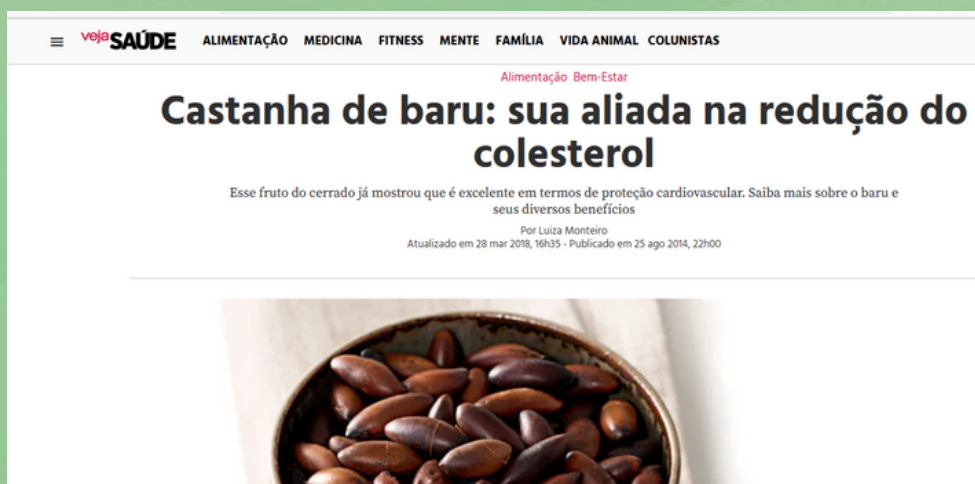 veja SAÚDE ALIMENTAÇÃO MEDICINA FITNESS MENTE FAMÍLIA VIDA ANIMAL COLUNISTAS
Alimentação Bem-Estar
Castanha de baru: sua aliada na redução do
colesterol
Esse fruto do cerrado já mostrou que é excelente em termos de proteção cardiovascular. Saiba mais sobre o baru e
seus diversos benefícios
Por Luiza Monteiro
Atualizado em 28 mar 2018, 16h35 - Publicado em 25 ago 2014, 22h00